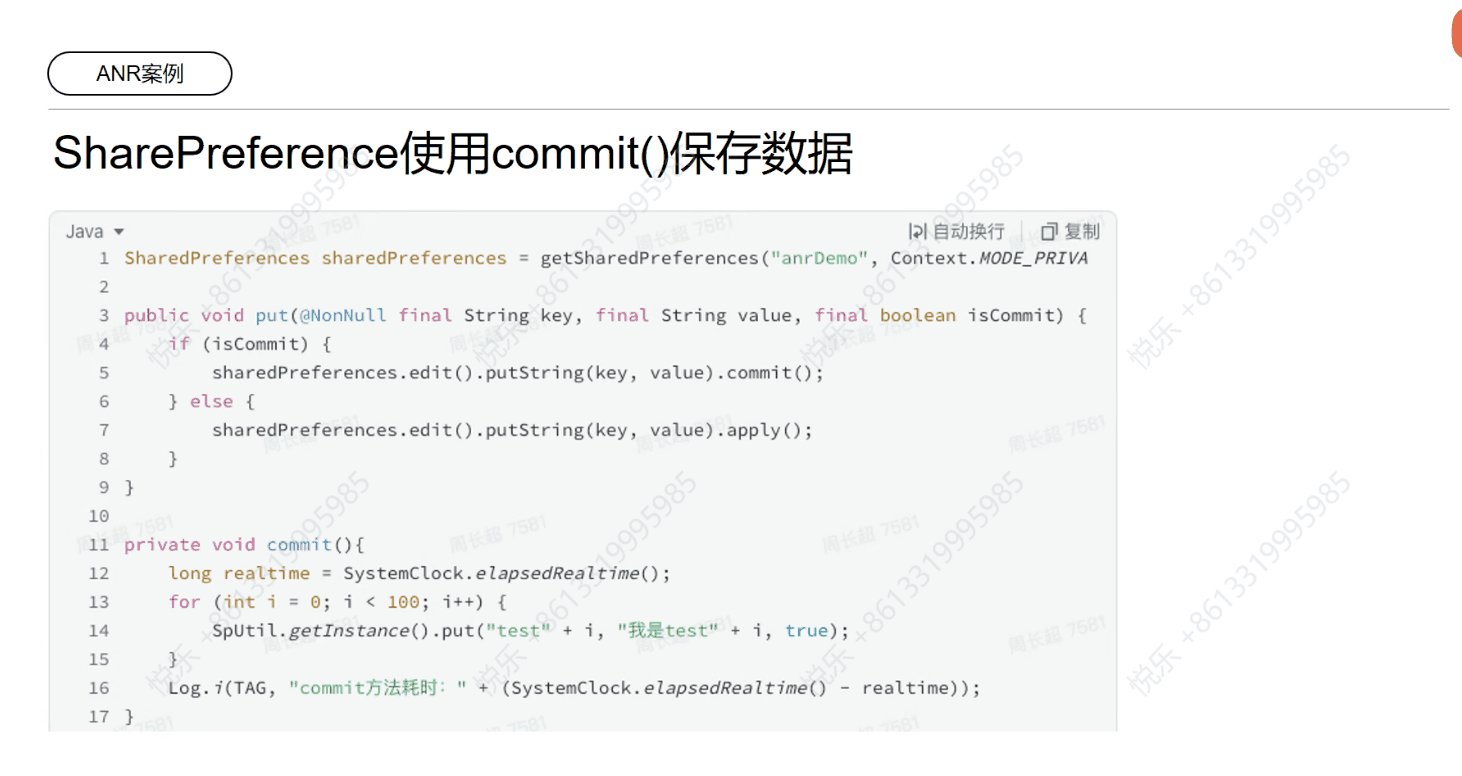 ANR案例
SharePreference使用commit()保存数据
Java
自动换行 复制
1 SharedPreferences sharedPreferences = getSharedPreferences("anrDemo", Context.MODE_PRIVA
2
3 public void put(@NonNull final String key, final String value, final boolean isCommit) {
4 if (isCommit) {
5 sharedPreferences.edit().putString(key, value).commit();
6 } else {
7 sharedPreferences.edit().putString(key, value).apply();
8 }
9 }
10
11 private void commit(){
12 long realtime = SystemClock.elapsedRealtime();
13 for (int i = 0; i < 100; i++) {
14 SpUtil.getInstance().put("test" + i, "我是test" + i, true);
15 }
16 Log.i(TAG, "commit方法耗时：" + (SystemClock.elapsedRealtime() - realtime));
17 }
悦乐 +8613319995985
周长超 7581